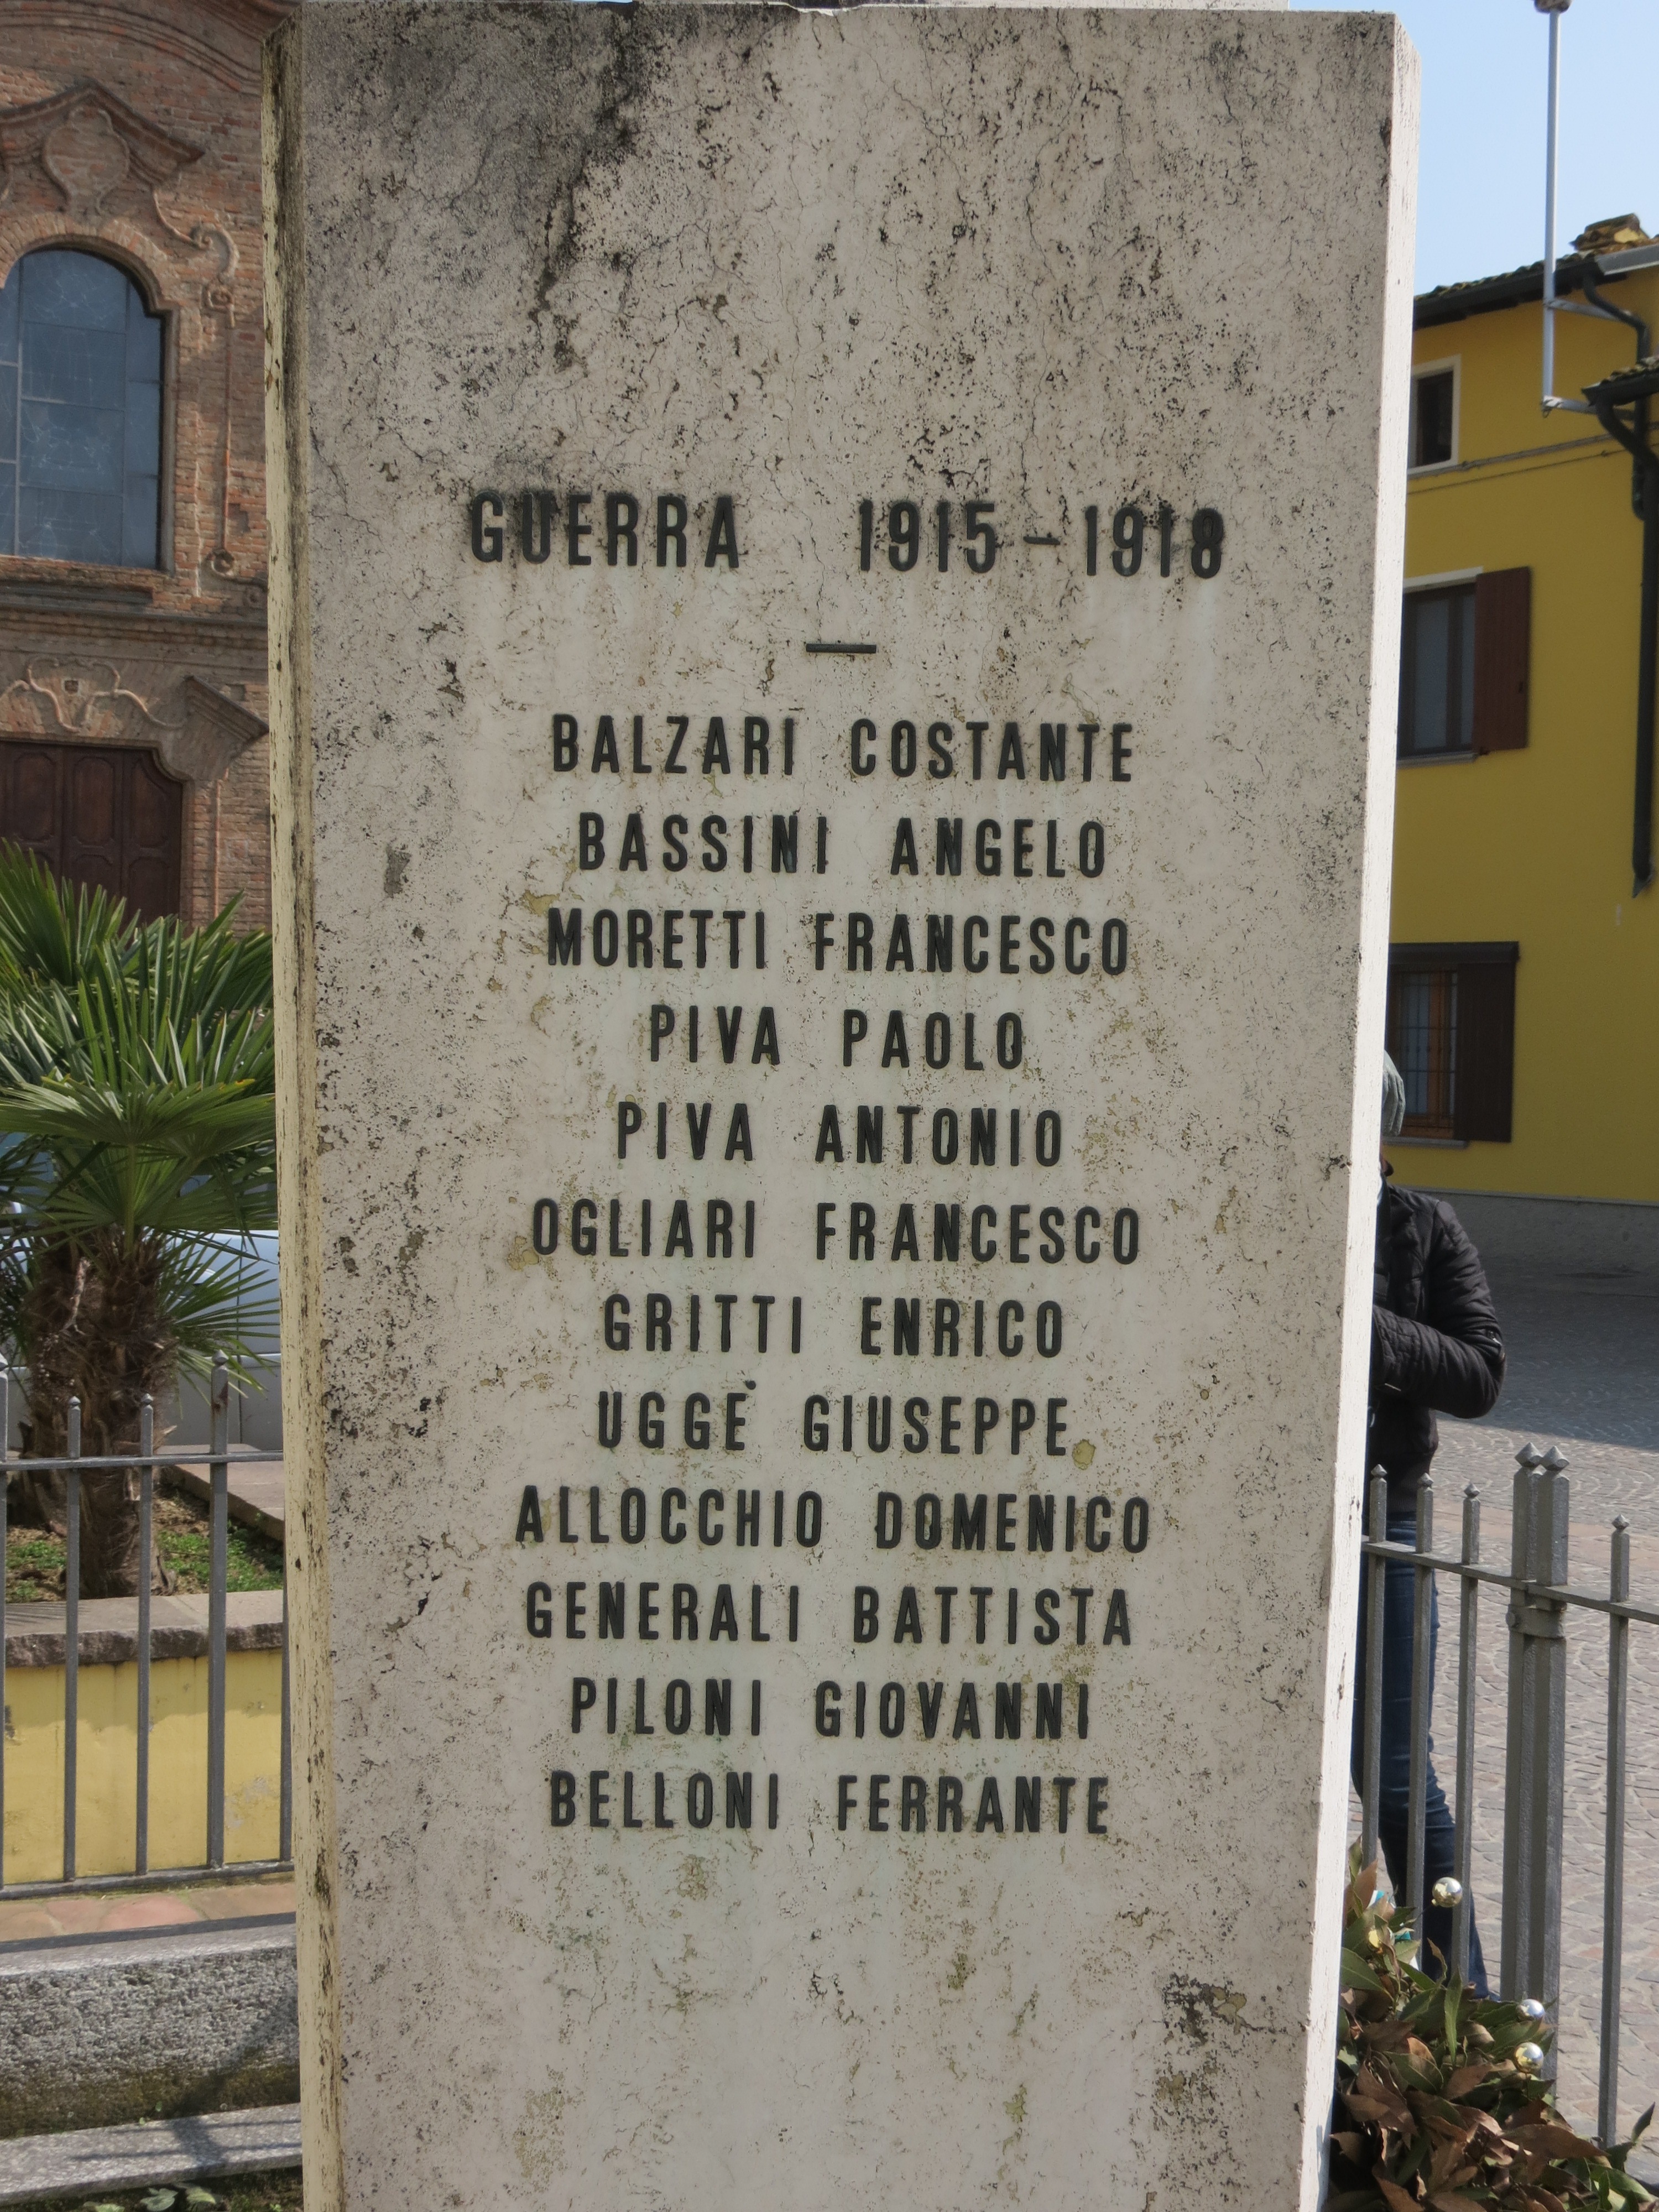 GUERRA 1915-1918
BALZARI COSTANTE
BASSINI ANGELO
MORETTI FRANCESCO
PIVA PAOLO
PIVA ANTONIO
OGLIARI FRANCESCO
GRITTI ENRICO
UGGÈ GIUSEPPE
ALLOCCHIO DOMENICO
GENERALI BATTISTA
PILONI GIOVANNI
BELLONI FERRANTE